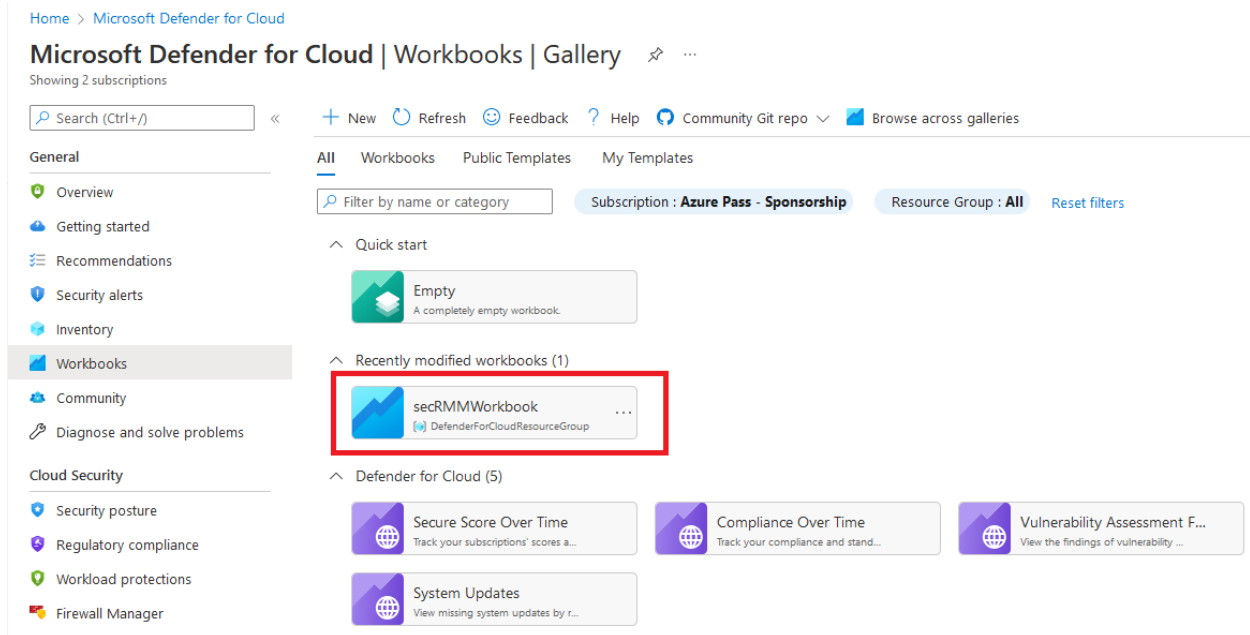 Home > Microsoft Defender for Cloud
Microsoft Defender for Cloud | Workbooks | Gallery ...
Showing 2 subscriptions
Search (Ctrl+/) «
New Refresh Feedback ? Help Community Git repo Browse across galleries
General
Overview
Getting started
Recommendations
Security alerts
Inventory
Workbooks
Community
Diagnose and solve problems
Cloud Security
Security posture
Regulatory compliance
Workload protections
Firewall Manager
All Workbooks Public Templates My Templates
Filter by name or category Subscription : Azure Pass - Sponsorship Resource Group : All Reset filters
Quick start
Empty
A completely empty workbook.
Recently modified workbooks (1)
secRMMWorkbook ...
DefenderForCloudResourceGroup
Defender for Cloud (5)
Secure Score Over Time
Track your subscriptions' scores a...
Compliance Over Time
Track your compliance and stand...
Vulnerability Assessment F...
View the findings of vulnerability ...
System Updates
View missing system updates by r...